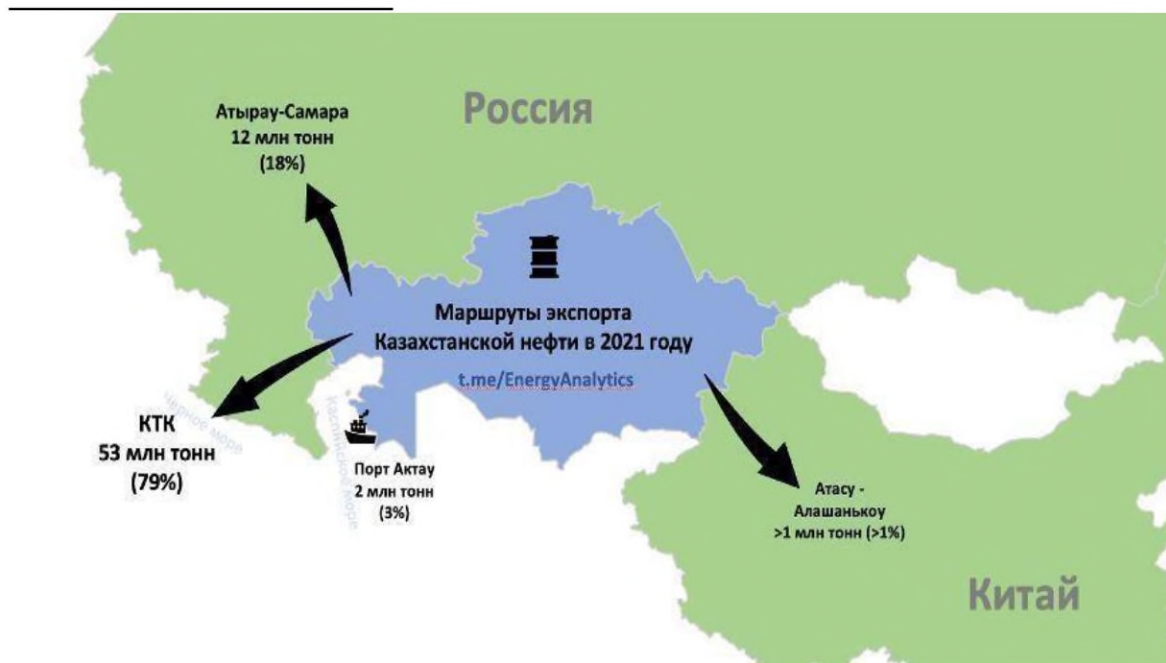 Россия
Атырау-Самара
12 млн тонн
(18%)
Маршруты экспорта
Казахстанской нефти в 2021 году
t.me/EnergyAnalytics
Черное море
КТК
53 млн тонн
(79%)
Каспийское море
Порт Актау
2 млн тонн
(3%)
Атасу -
Алашанькоу
>1 млн тонн (>1%)
Китай